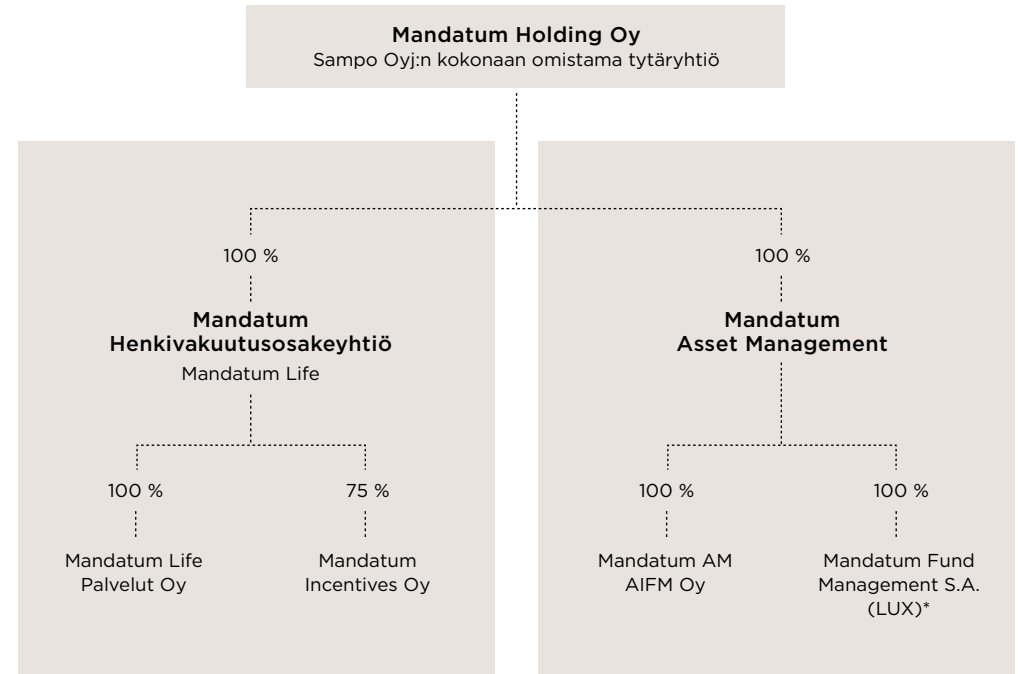 Mandatum Holding Oy
Sampo Oyj:n kokonaan omistama tytäryhtiö
100 %
Mandatum
Henkivakuutusosakeyhtiö
Mandatum Life
100 %
75 %
Mandatum Life
Palvelut Oy
Mandatum
Incentives Oy
100 %
Mandatum
Asset Management
100 %
100 %
Mandatum AM
AIFM Oy
Mandatum Fund
Management S.A.
(LUX)*